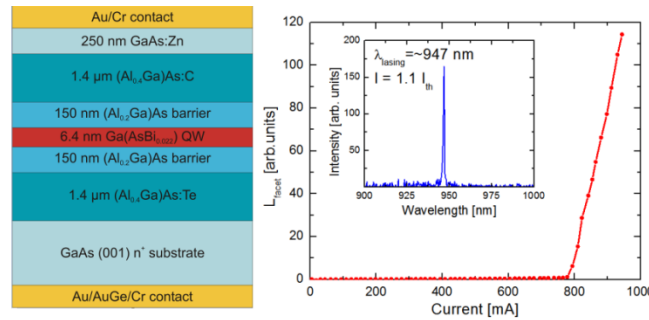 Au/Cr contact
250 nm GaAs:Zn
1.4 µm (Al₀.₄Ga)As:C
150 nm (Al₀.₂Ga)As barrier
6.4 nm Ga(AsBi₀.₀₂₂) QW
150 nm (Al₀.₂Ga)As barrier
1.4 µm (Al₀.₄Ga)As:Te
GaAs (001) n⁺ substrate
Au/AuGe/Cr contact
L_facet [arb.units]
120
100
80
60
40
20
0
0 200 400 600 800 1000
Current [mA]
Intensity [arb. units]
200
150
100
50
λ_lasing =~947 nm
I = 1.1 I_th
900 925 950 975 1000
Wavelength [nm]